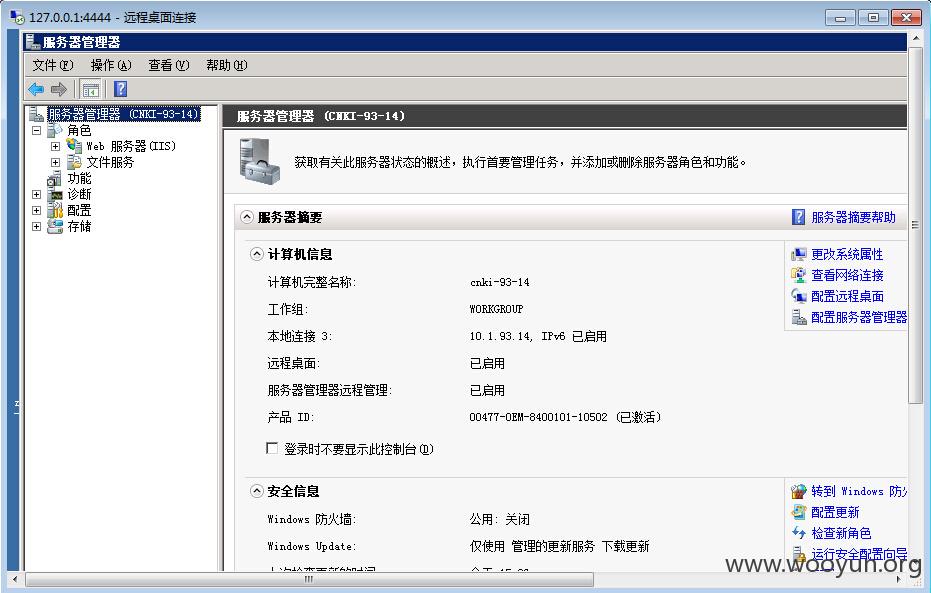 127.0.0.1:4444 - 远程桌面连接
服务器管理器
文件(F) 操作(A) 查看(V) 帮助(H)
服务器管理器 (CNKI-93-14)
角色
Web 服务器(IIS)
文件服务
功能
诊断
配置
存储
服务器管理器 (CNKI-93-14)
获取有关此服务器状态的概述，执行首要管理任务，并添加或删除服务器角色和功能。
服务器摘要
服务器摘要帮助
计算机信息
计算机完整名称: cnki-93-14
工作组: WORKGROUP
本地连接 3: 10.1.93.14, IPv6 已启用
远程桌面: 已启用
服务器管理器远程管理: 已启用
产品 ID: 00477-OEM-8400101-10502 (已激活)
登录时不要显示此控制台(D)
更改系统属性
查看网络连接
配置远程桌面
配置服务器管理器
安全信息
Windows 防火墙: 公用: 关闭
Windows Update: 仅使用 管理的更新服务 下载更新
转到 Windows 防
配置更新
检查新角色
运行安全配置向导
www.wooyun.org